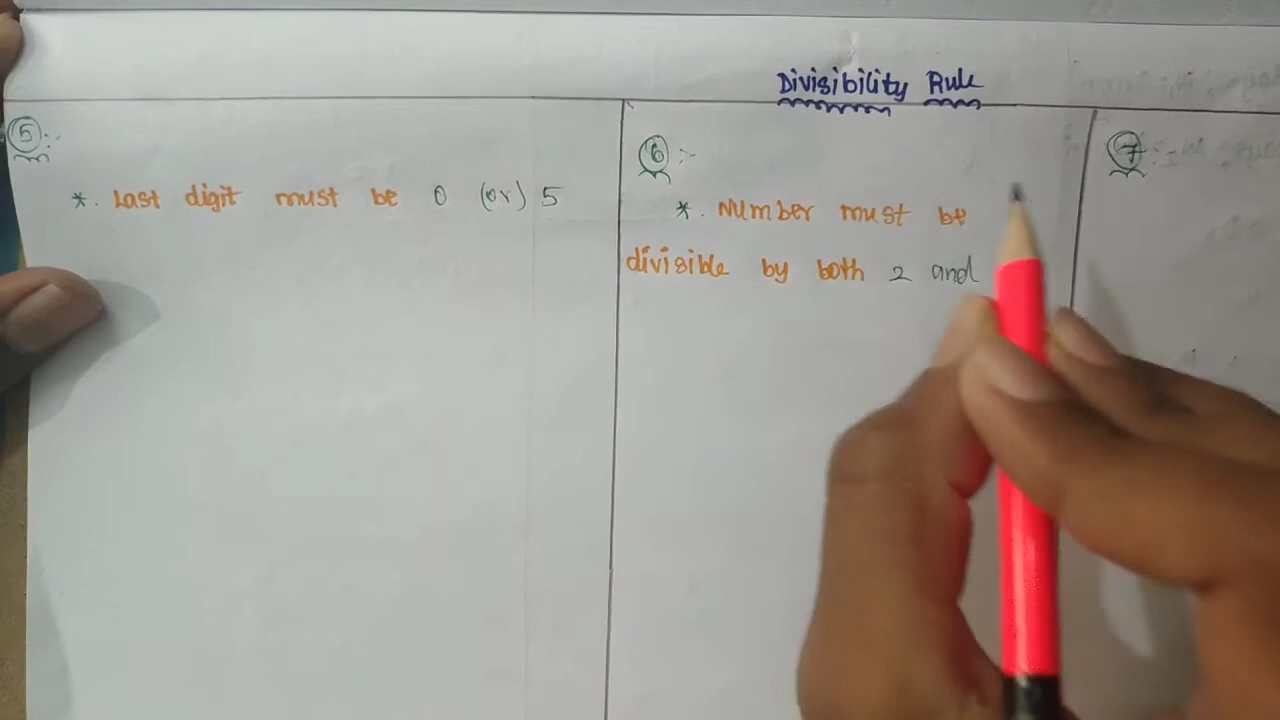 Divisibility Rule
5:-
*. Last digit must be 0 (or) 5
6:-
*. Number must be
divisible by both 2 and
7:-